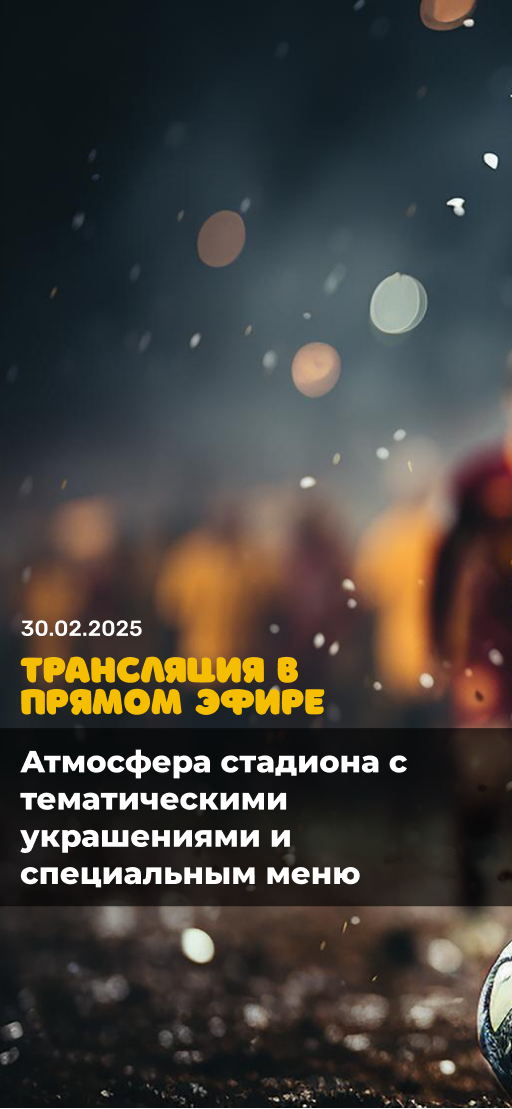 30.02.2025
ТРАНСЛЯЦИЯ В
ПРЯМОМ ЭФИРЕ
Атмосфера стадиона с
тематическими
украшениями и
специальным меню